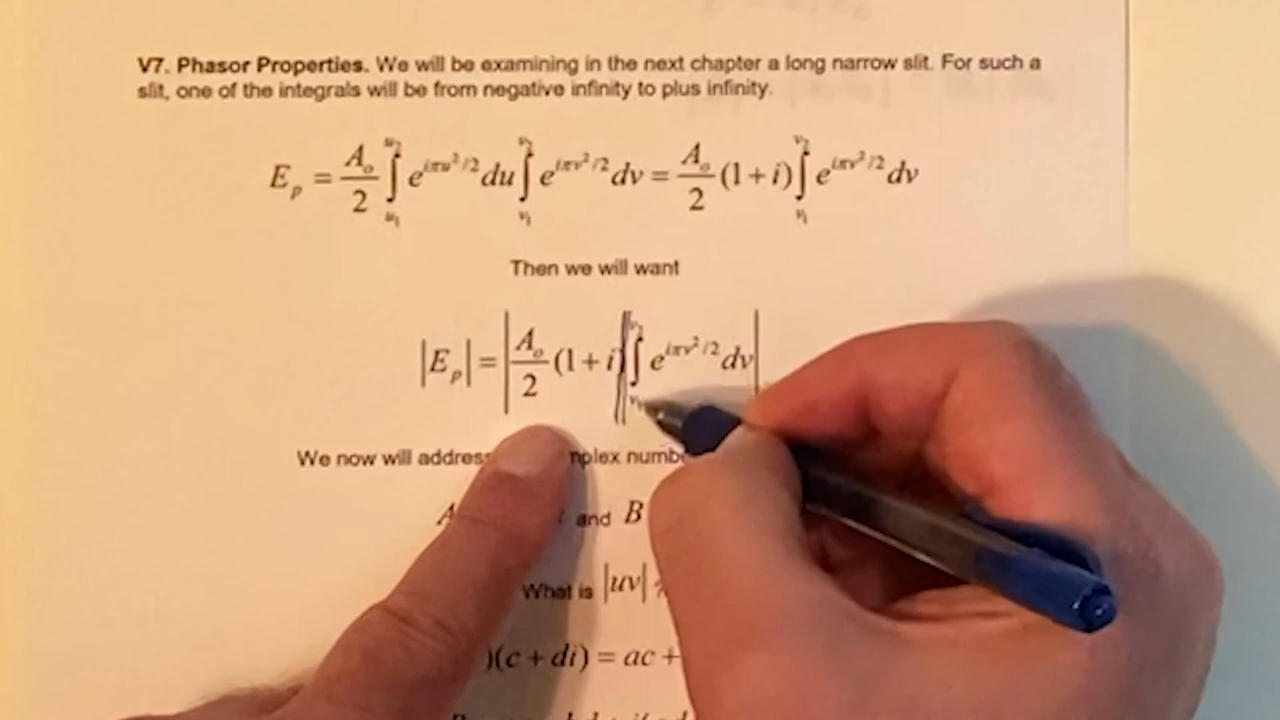 V7. Phasor Properties. We will be examining in the next chapter a long narrow slit. For such a
slit, one of the integrals will be from negative infinity to plus infinity.
E_p = A_o/2 ∫_{u_1}^{u_2} e^{iπu²/2} du ∫_{v_1}^{v_2} e^{iπv²/2} dv = A_o/2 (1+i) ∫_{v_1}^{v_2} e^{iπv²/2} dv
Then we will want
|E_p| = | A_o/2 (1+i) || ∫ e^{iπv²/2} dv |
We now will address
A and B
What is |uv| ?
)(c + di) = ac +